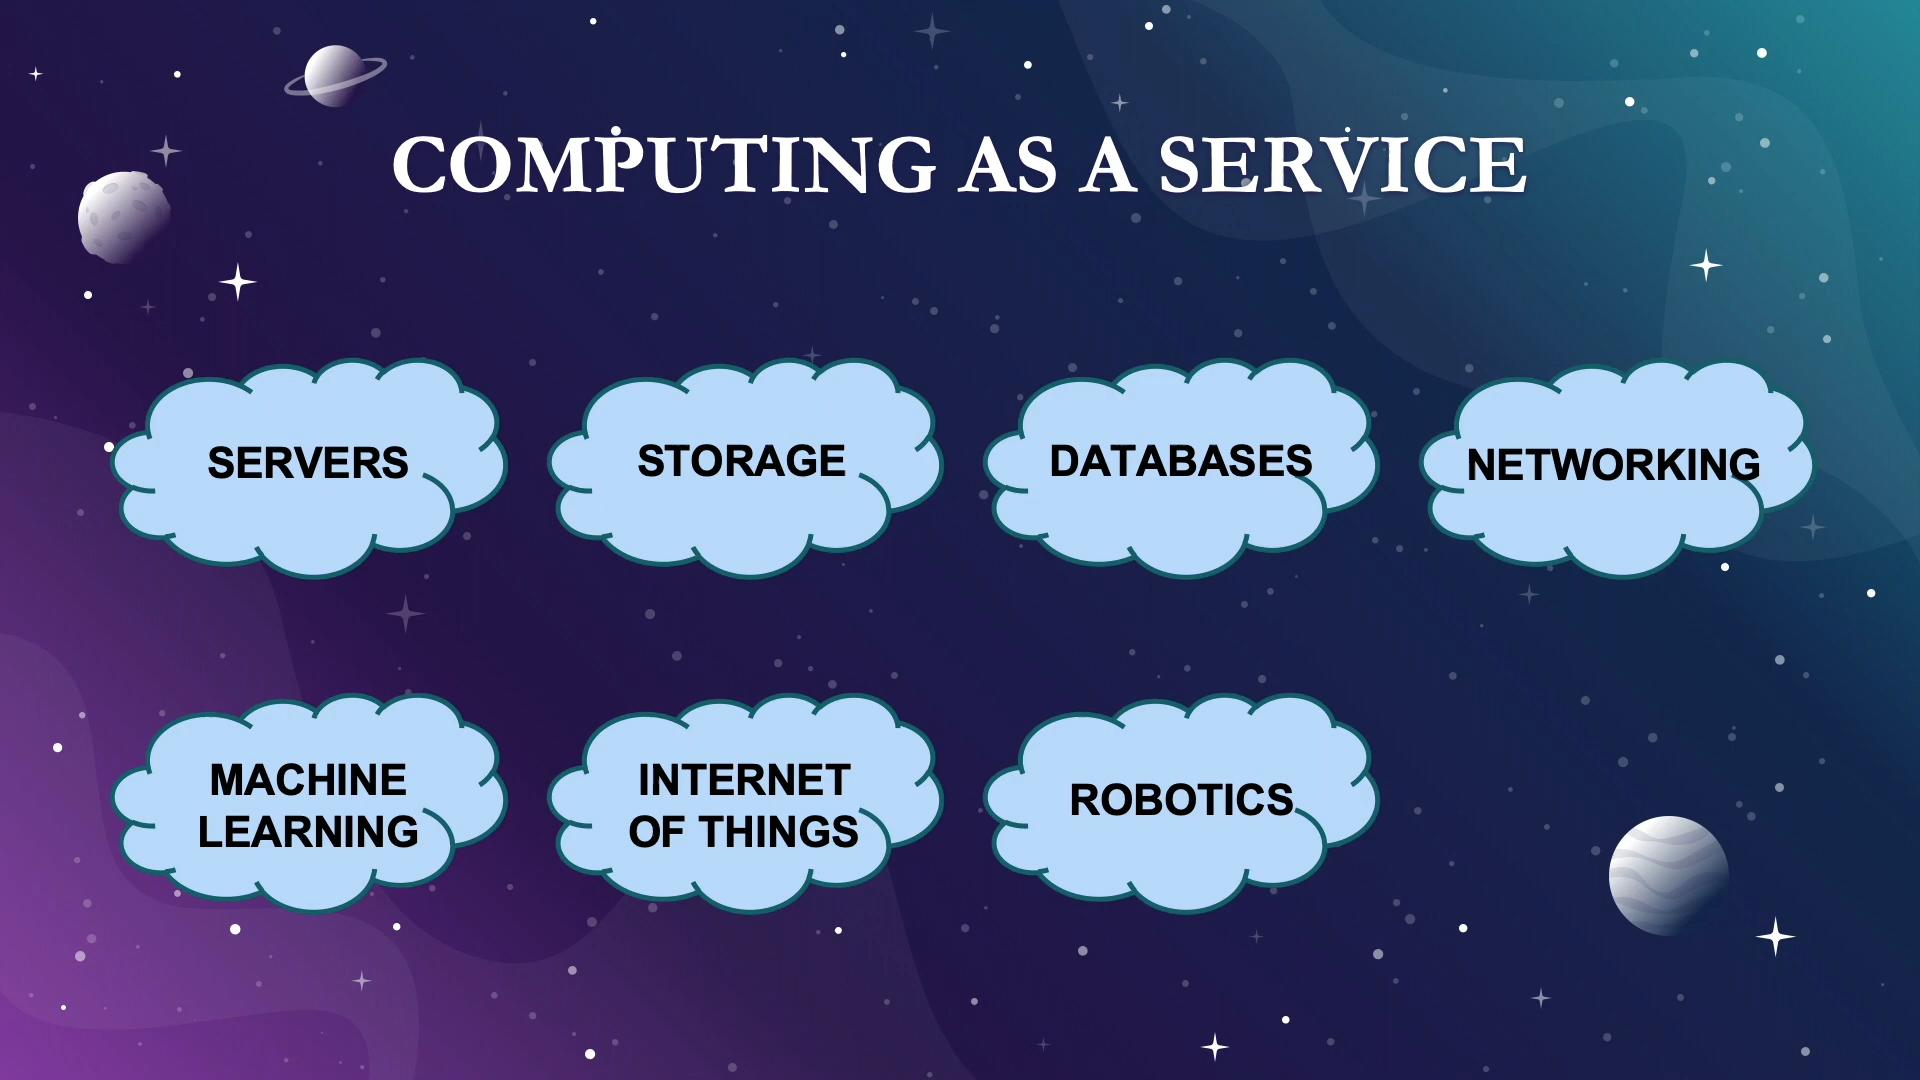 COMPUTING AS A SERVICE
SERVERS
STORAGE
DATABASES
NETWORKING
MACHINE
LEARNING
INTERNET
OF THINGS
ROBOTICS